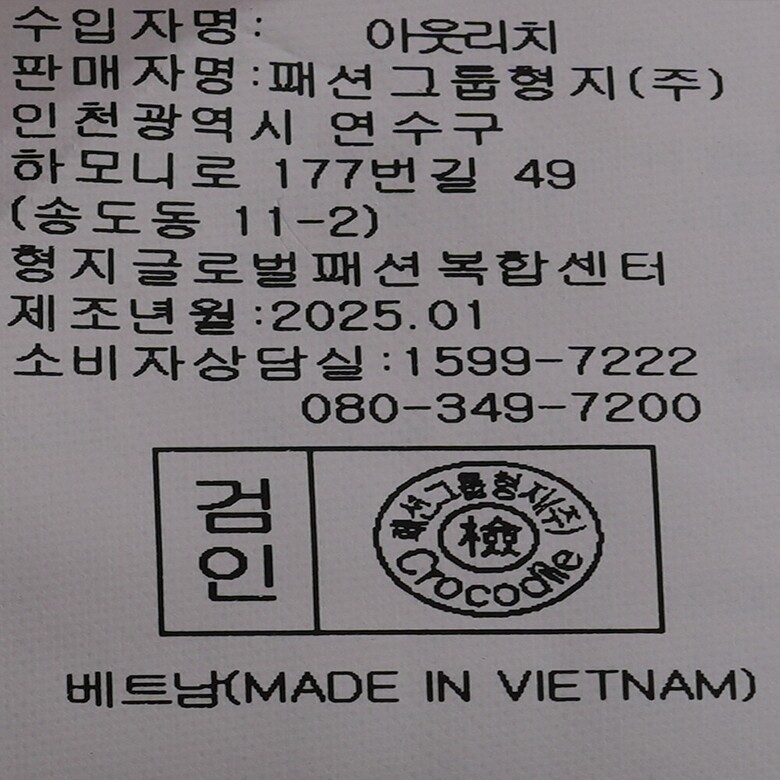 수입자명: 아웃리치
판매자명:패션그룹형지(주)
인천광역시 연수구
하모니로 177번길 49
(송도동 11-2)
형지글로벌패션복합센터
제조년월:2025.01
소비자상담실:1599-7222
080-349-7200
검인
패션그룹형지(주)
檢
Crocodile
베트남(MADE IN VIETNAM)